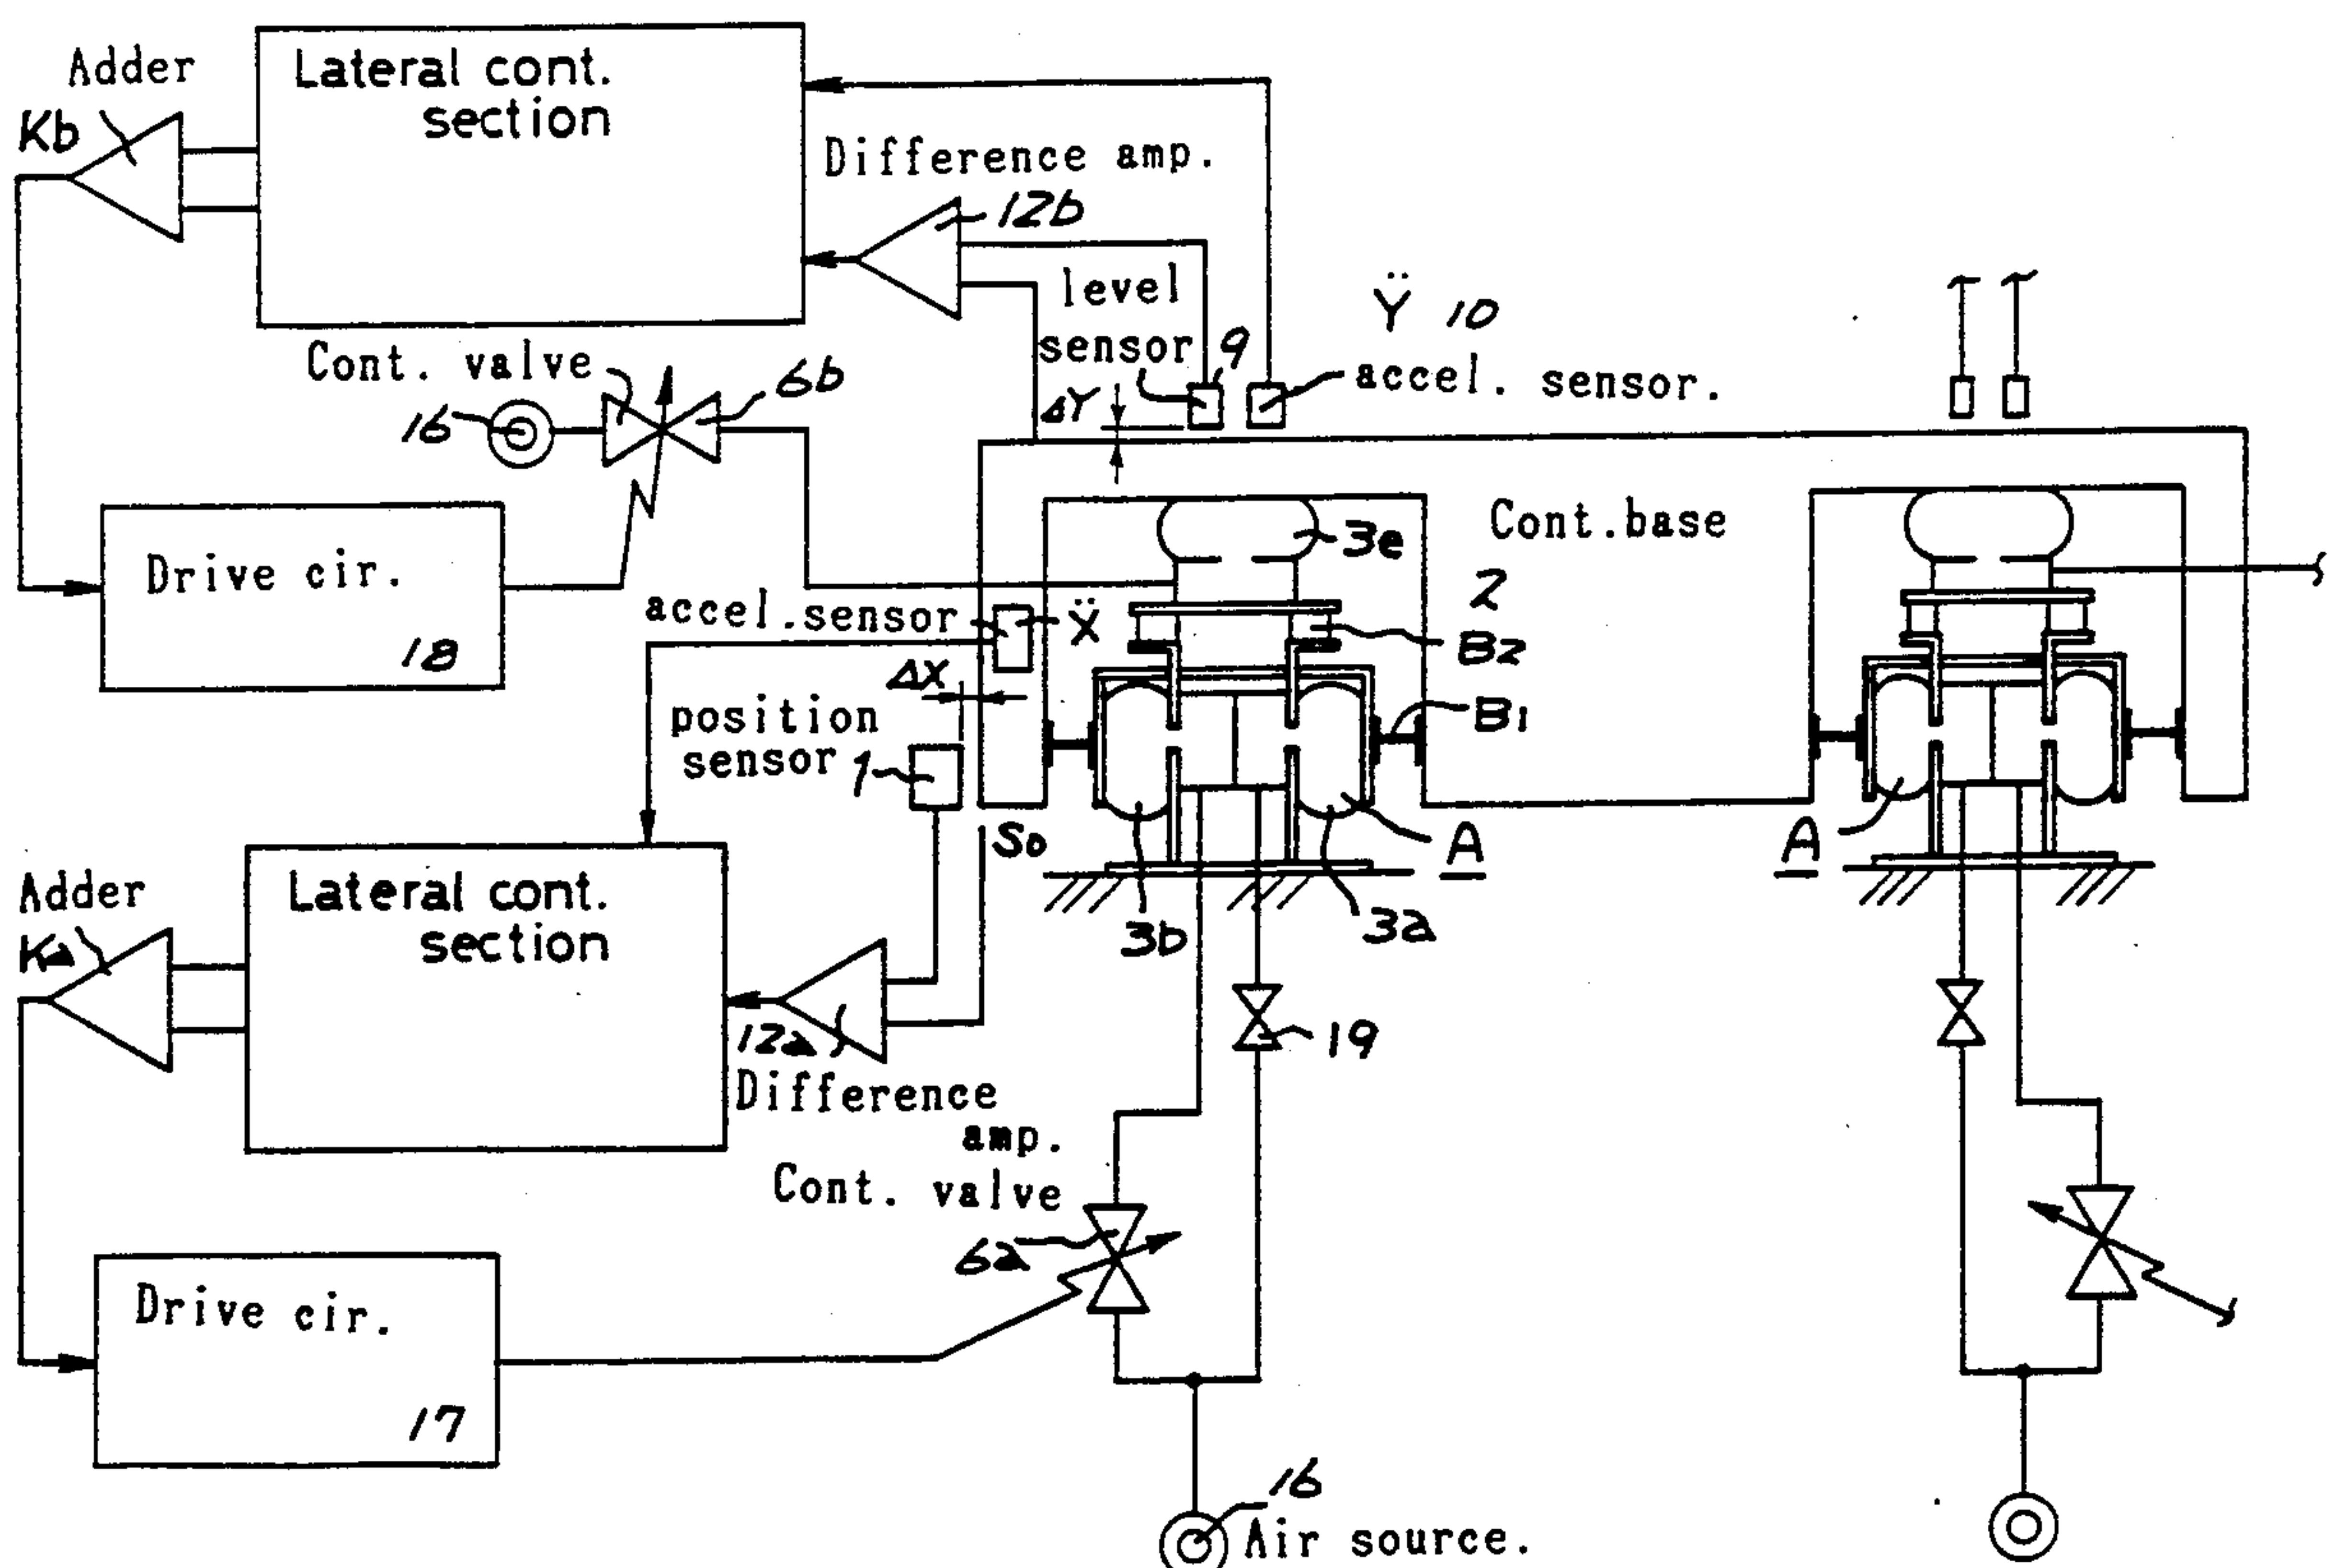 Adder
Kb
Lateral cont.
section
Difference amp.
12b
level
sensor 9
Ÿ 10
accel. sensor.
ΔY
Cont. valve
6b
16
Drive cir.
18
3e
Cont.base
2
accel.sensor
Ẍ
B2
ΔX
B1
position
sensor 1
So
A
A
3b
3a
Adder
Ka
Lateral cont.
section
12a
Difference
amp.
19
Cont. valve
6a
Drive cir.
17
16
Air source.